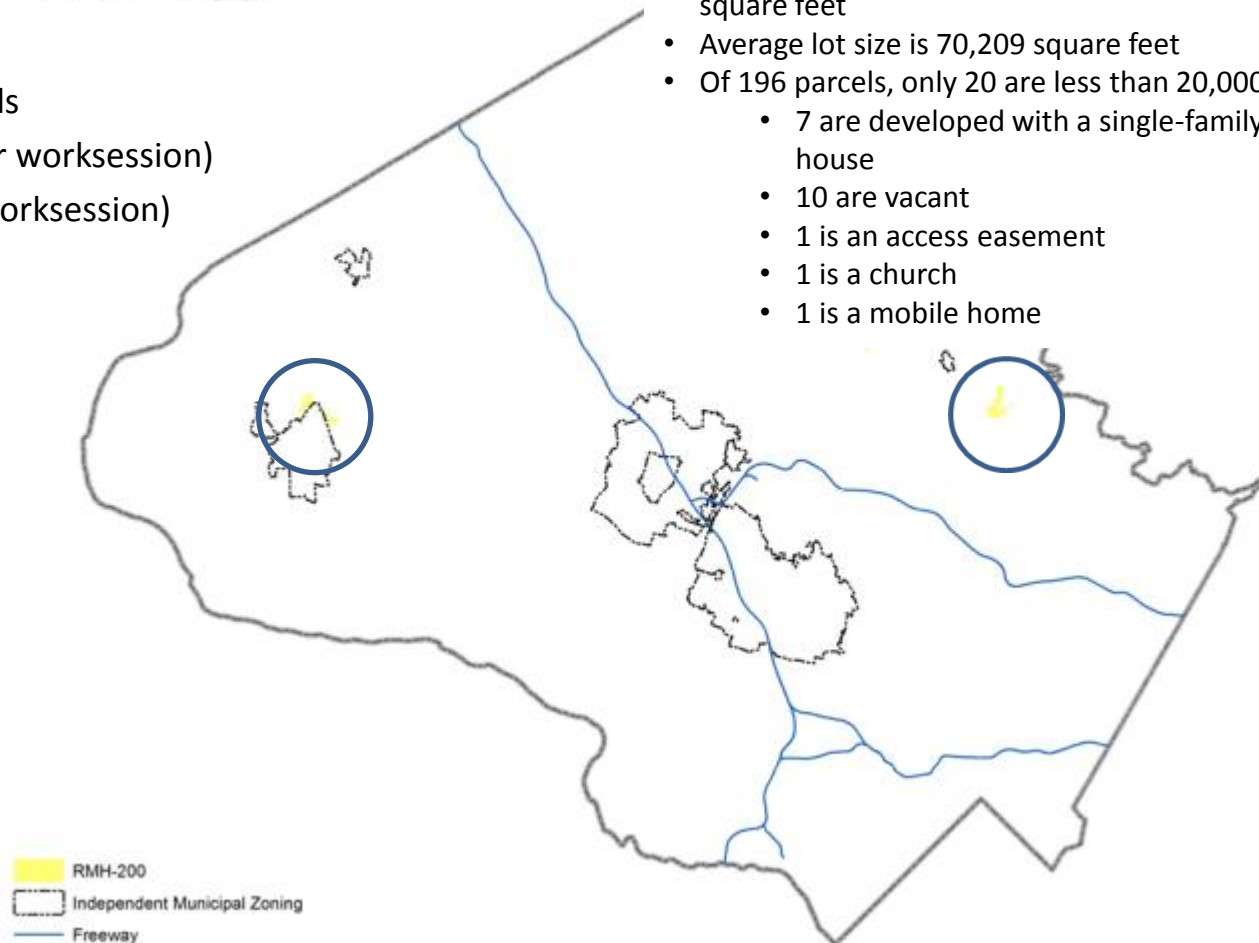 ls
r worksession)
orksession)
square feet
• Average lot size is 70,209 square feet
• Of 196 parcels, only 20 are less than 20,000
• 7 are developed with a single-family
house
• 10 are vacant
• 1 is an access easement
• 1 is a church
• 1 is a mobile home
RMH-200
Independent Municipal Zoning
Freeway